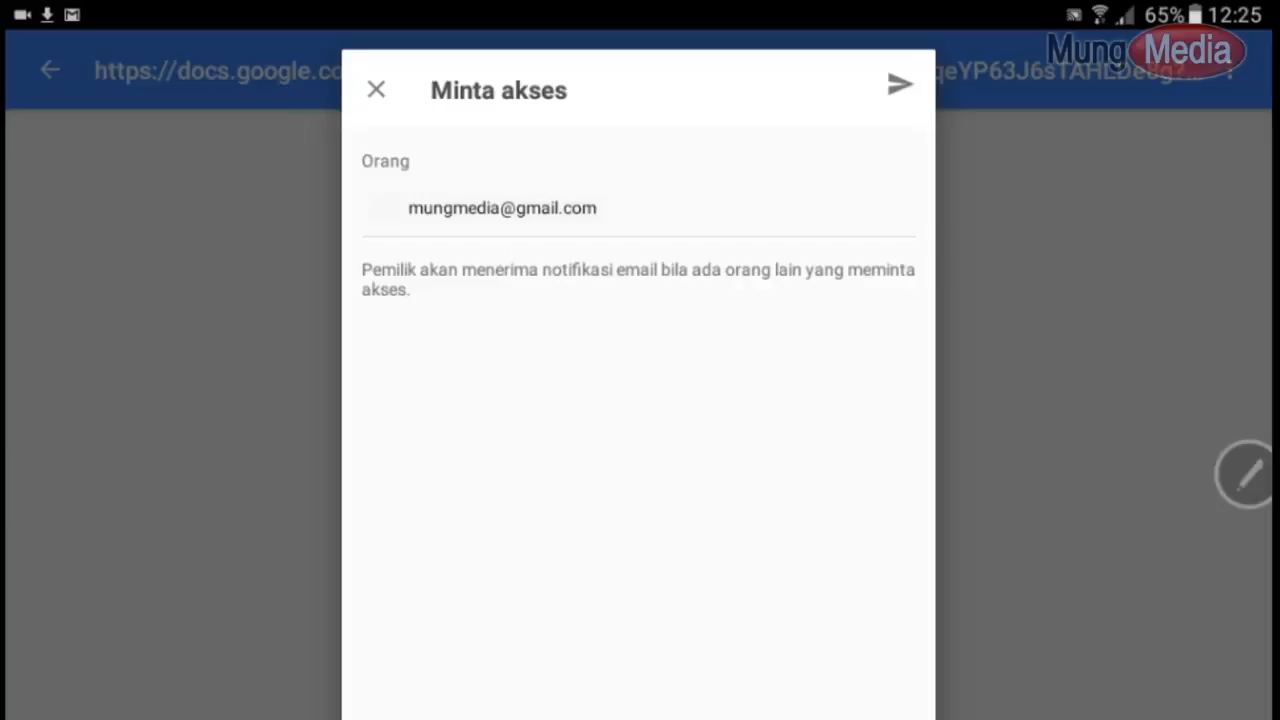 65% 12:25
Mung Media
https://docs.google.co
Minta akses
Orang
mungmedia@gmail.com
Pemilik akan menerima notifikasi email bila ada orang lain yang meminta
akses.